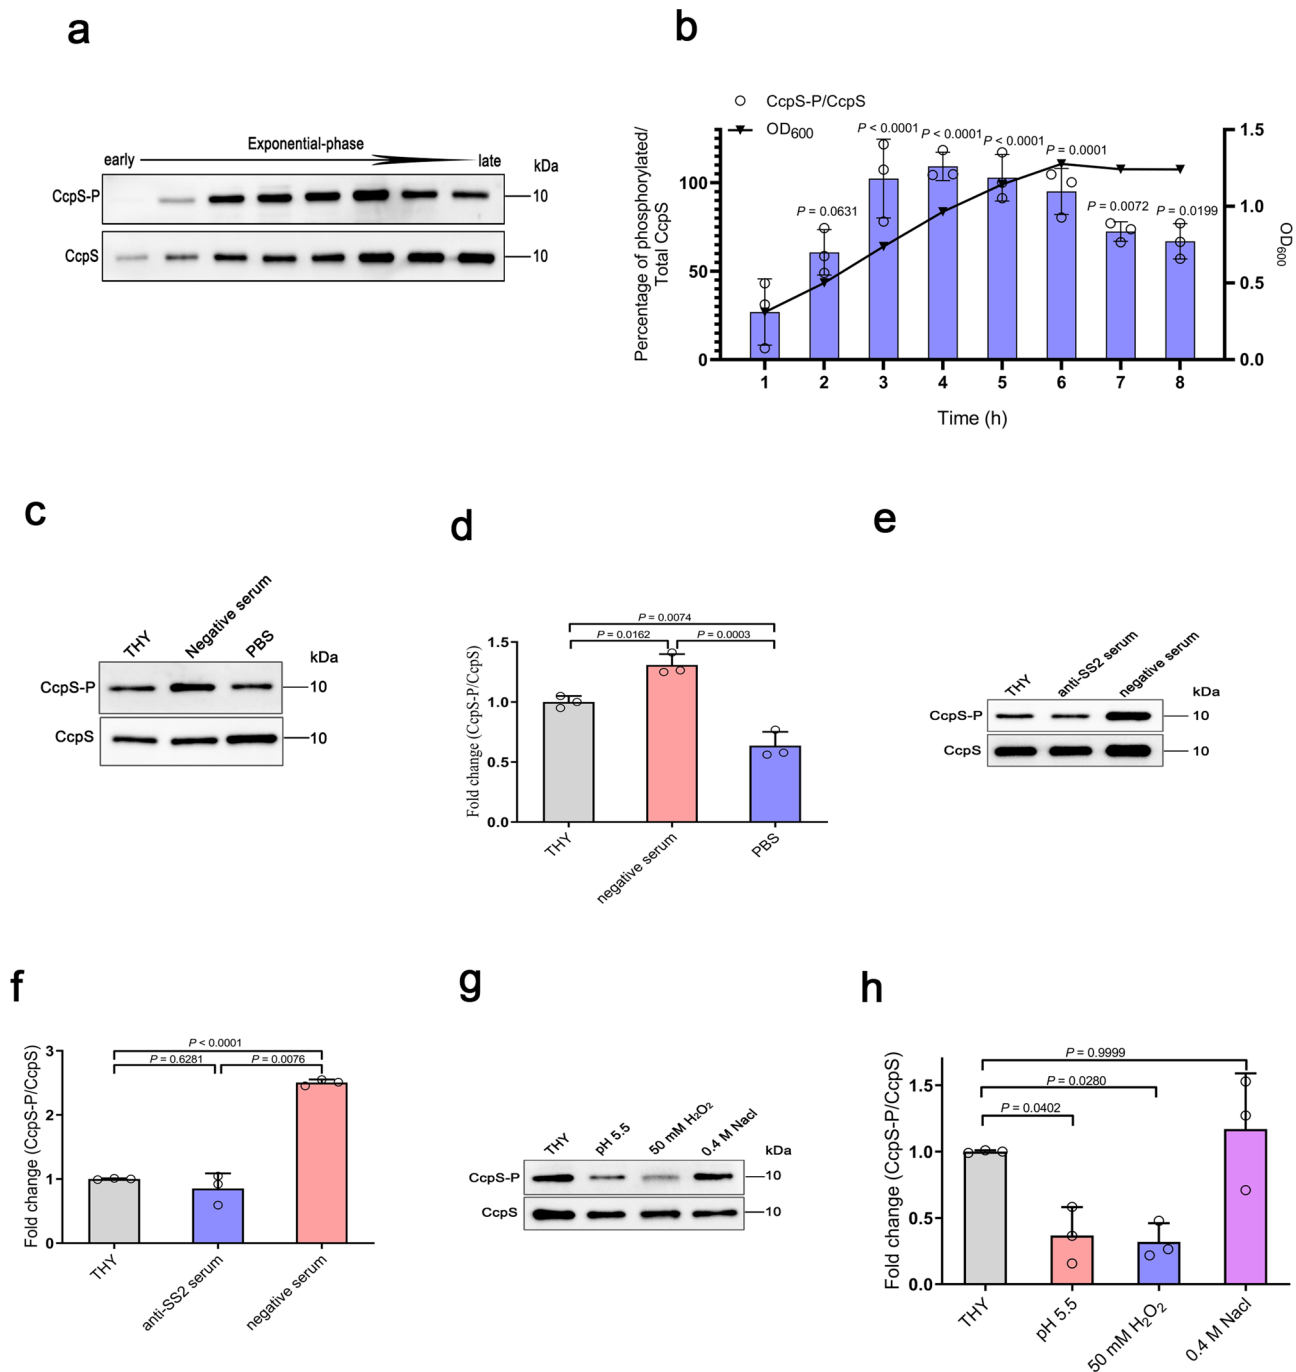 a
Exponential-phase
early
late
kDa
CcpS-P
10
CcpS
10
b
CcpS-P/CcpS
OD600
Percentage of phosphorylated/
Total CcpS
100
50
0
P = 0.0631
P < 0.0001
P < 0.0001
P < 0.0001
P = 0.0001
P = 0.0072
P = 0.0199
1.5
1.0
0.5
0.0
OD600
1 2 3 4 5 6 7 8
Time (h)
c
THY
Negative serum
PBS
kDa
CcpS-P
10
CcpS
10
d
Fold change (CcpS-P/CcpS)
P = 0.0074
P = 0.0162
P = 0.0003
1.5
1.0
0.5
0.0
THY
negative serum
PBS
e
THY
anti-SS2 serum
negative serum
kDa
CcpS-P
10
CcpS
10
f
Fold change (CcpS-P/CcpS)
P < 0.0001
P = 0.6281
P = 0.0076
3
2
1
0
THY
anti-SS2 serum
negative serum
g
THY
pH 5.5
50 mM H₂O₂
0.4 M Nacl
kDa
CcpS-P
10
CcpS
10
h
Fold change (CcpS-P/CcpS)
P = 0.9999
P = 0.0280
P = 0.0402
1.5
1.0
0.5
0.0
THY
pH 5.5
50 mM H₂O₂
0.4 M Nacl